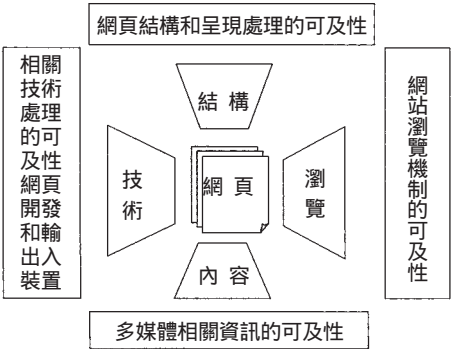 網頁結構和呈現處理的可及性
相關
技術
處理
的可
及性
網頁
開發
和輸
出入
裝置
結 構
技術
網 頁
瀏覽
內 容
網站瀏覽機制的可及性
多媒體相關資訊的可及性